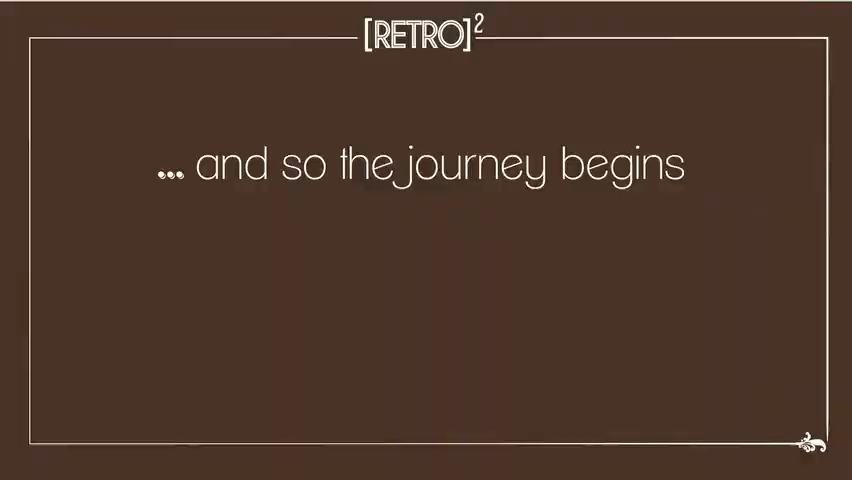 [RETRO]²
... and so the journey begins